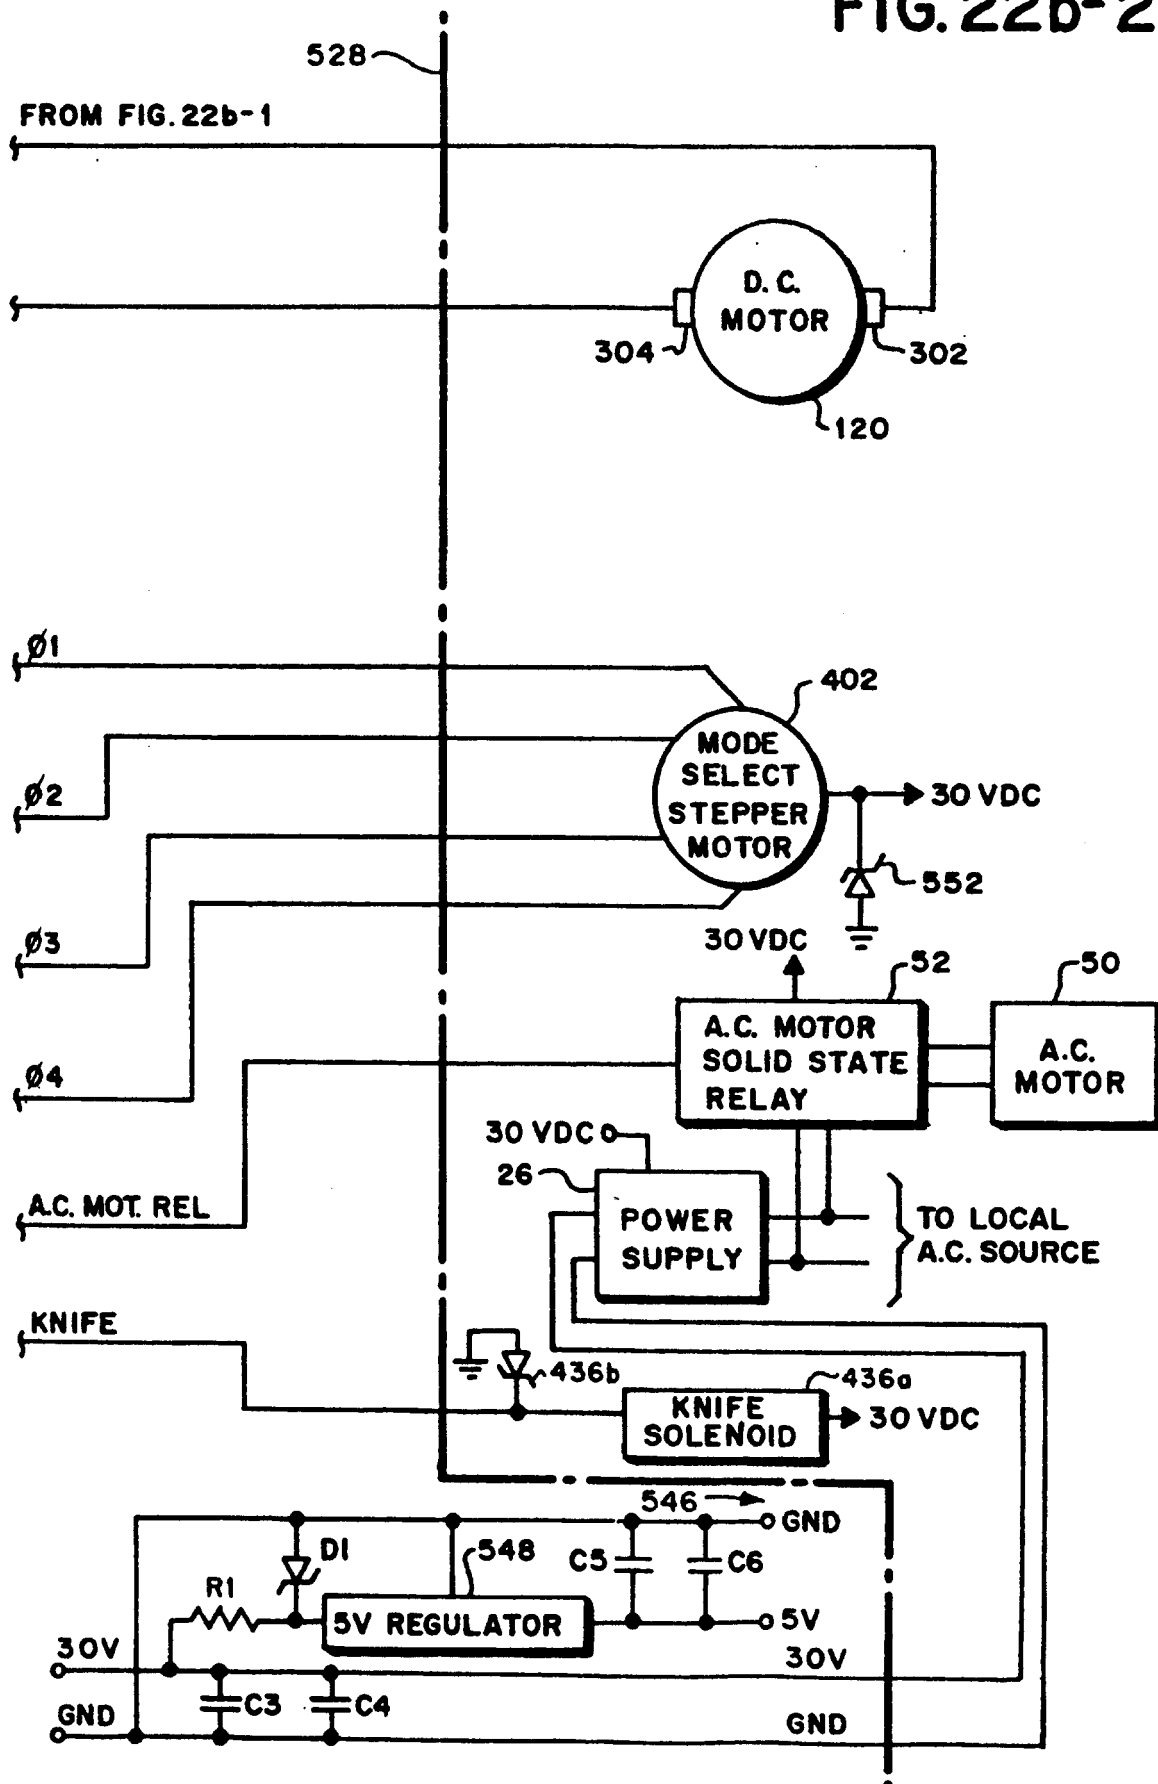 FIG. 22b-2
528
FROM FIG. 22b-1
D. C.
MOTOR
304
302
120
Ø1
402
MODE
SELECT
STEPPER
MOTOR
Ø2
30 VDC
552
Ø3
30 VDC
52
50
A.C. MOTOR
SOLID STATE
RELAY
A.C.
MOTOR
Ø4
30 VDC
26
A.C. MOT. REL
POWER
SUPPLY
TO LOCAL
A.C. SOURCE
KNIFE
436b
436a
KNIFE
SOLENOID
30 VDC
546
GND
D1
548
C5
C6
R1
5V REGULATOR
5V
30V
30V
C3
C4
GND
GND